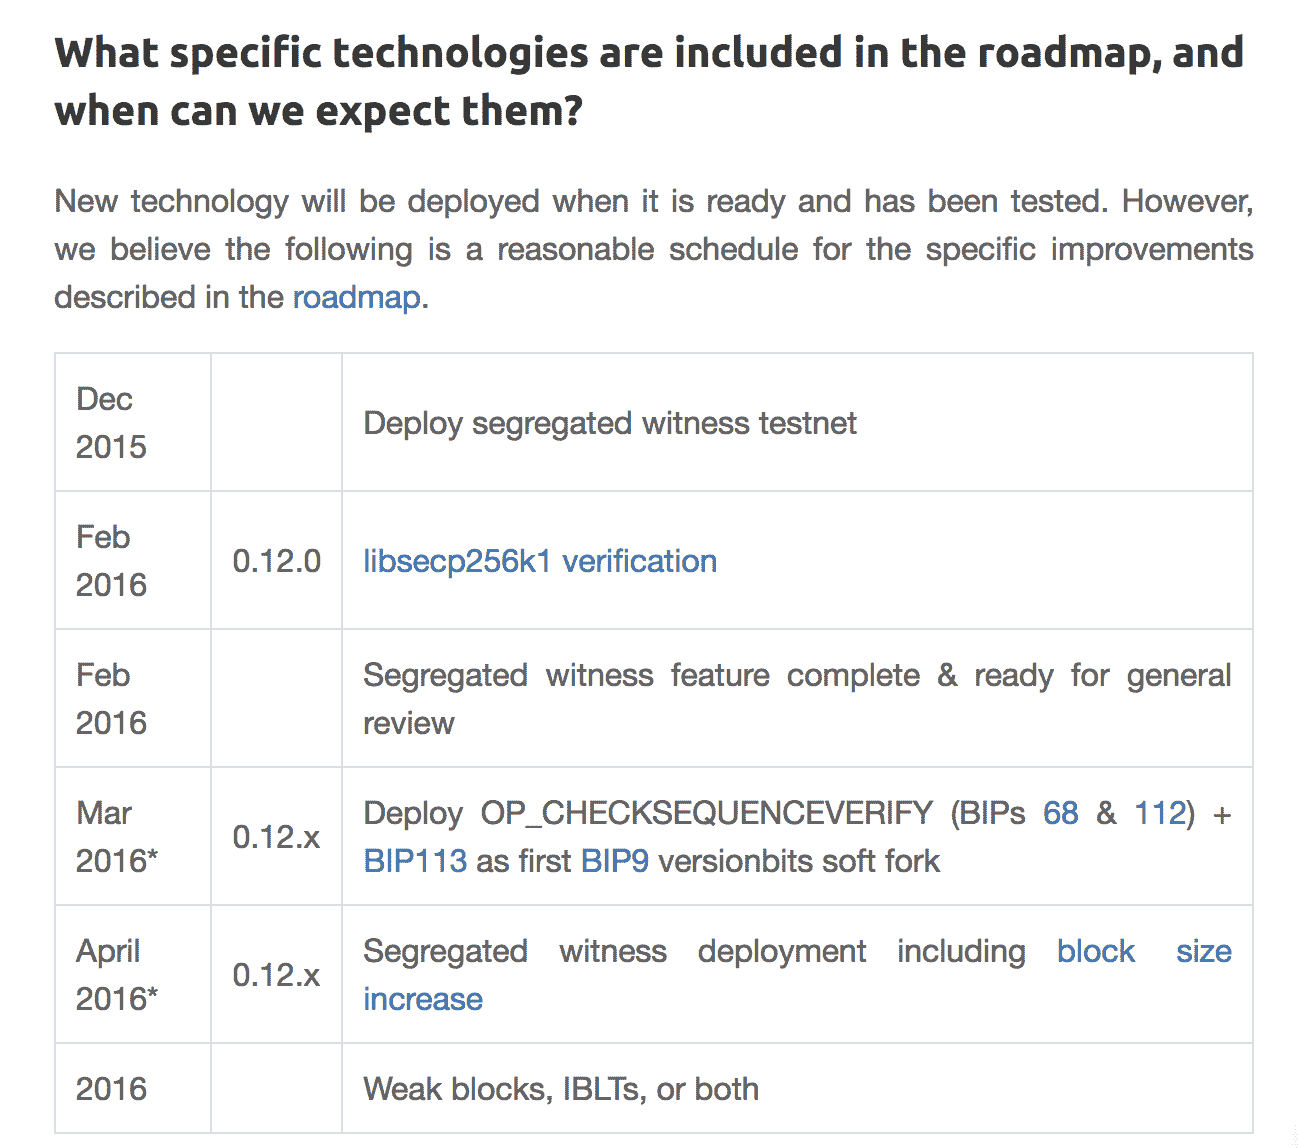 What specific technologies are included in the roadmap, and
when can we expect them?
New technology will be deployed when it is ready and has been tested. However,
we believe the following is a reasonable schedule for the specific improvements
described in the roadmap.
Dec
2015
Deploy segregated witness testnet
Feb
2016
0.12.0
libsecp256k1 verification
Feb
2016
Segregated witness feature complete & ready for general
review
Mar
2016*
0.12.x
Deploy OP_CHECKSEQUENCEVERIFY (BIPs 68 & 112) +
BIP113 as first BIP9 versionbits soft fork
April
2016*
0.12.x
Segregated witness deployment including block size
increase
2016
Weak blocks, IBLTs, or both